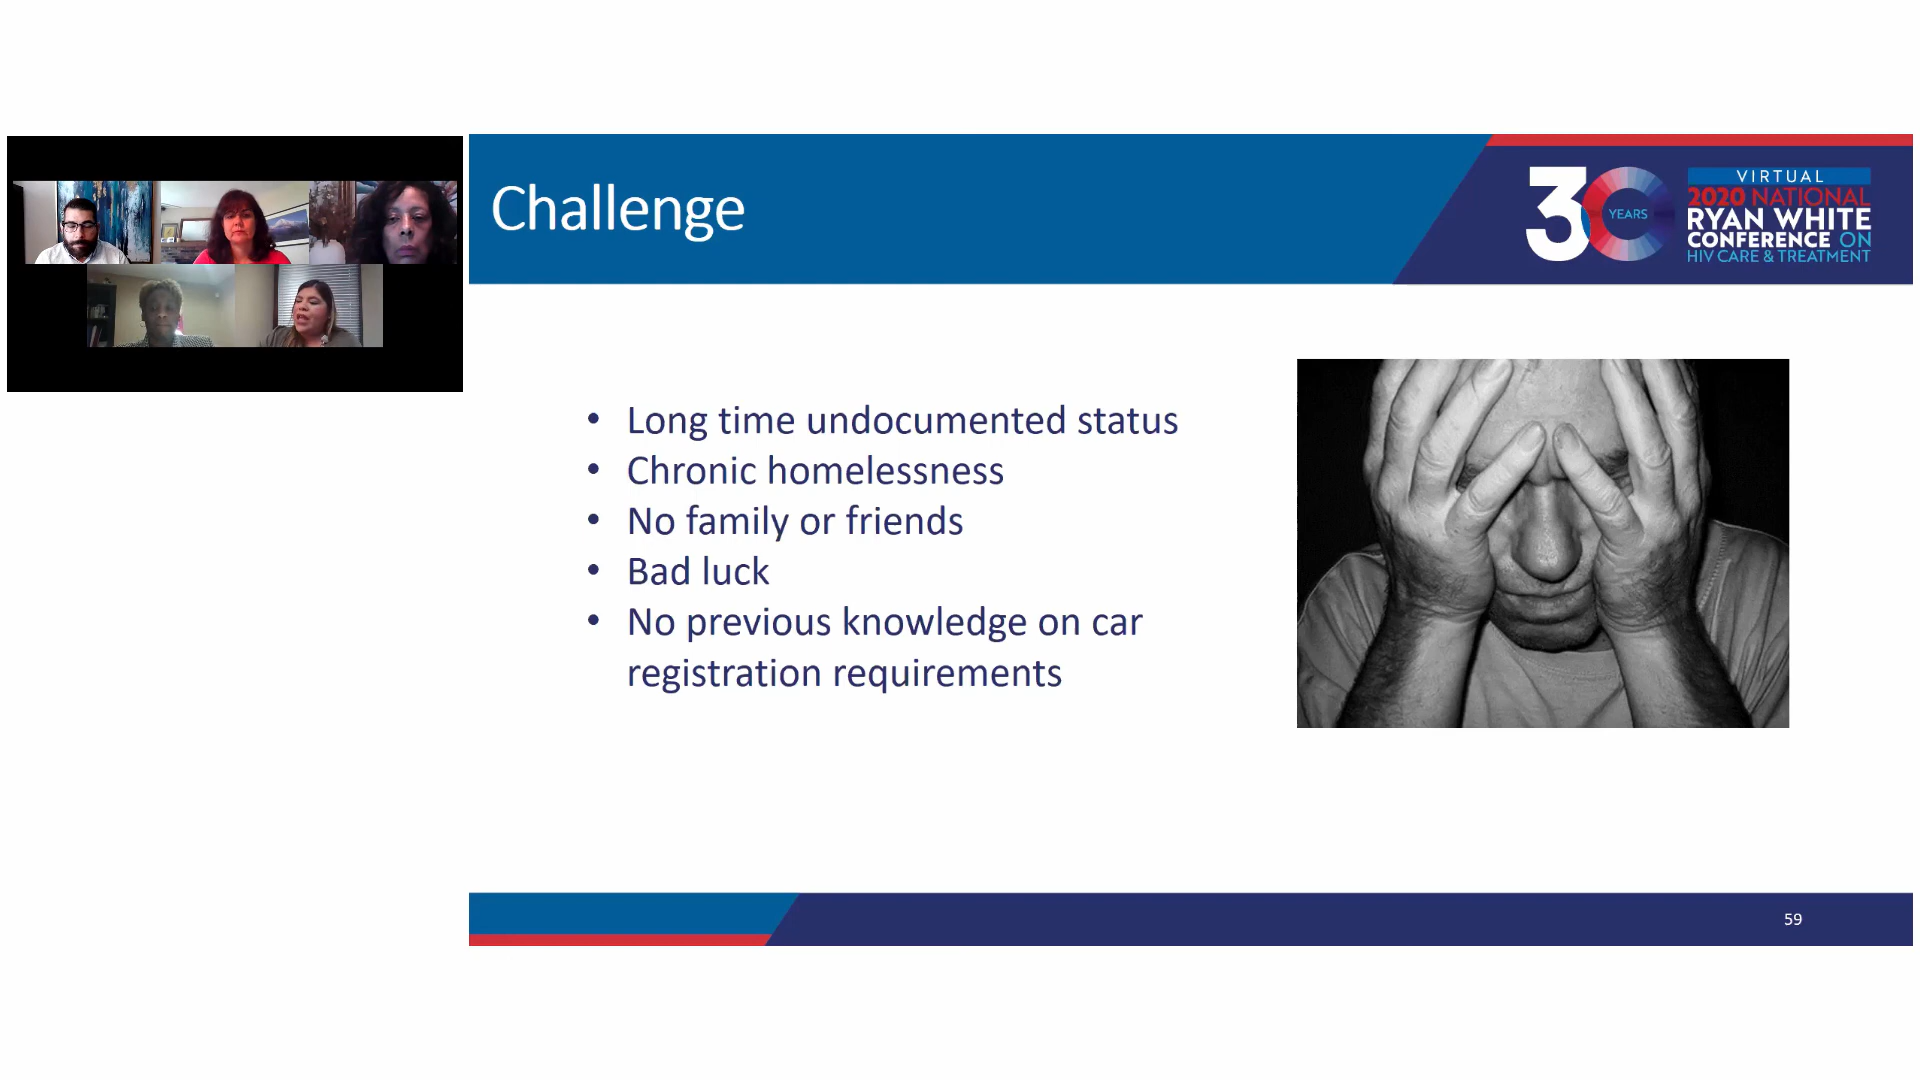 Challenge
30
YEARS
VIRTUAL
2020 NATIONAL
RYAN WHITE
CONFERENCE ON
HIV CARE & TREATMENT
• Long time undocumented status
• Chronic homelessness
• No family or friends
• Bad luck
• No previous knowledge on car
registration requirements
59